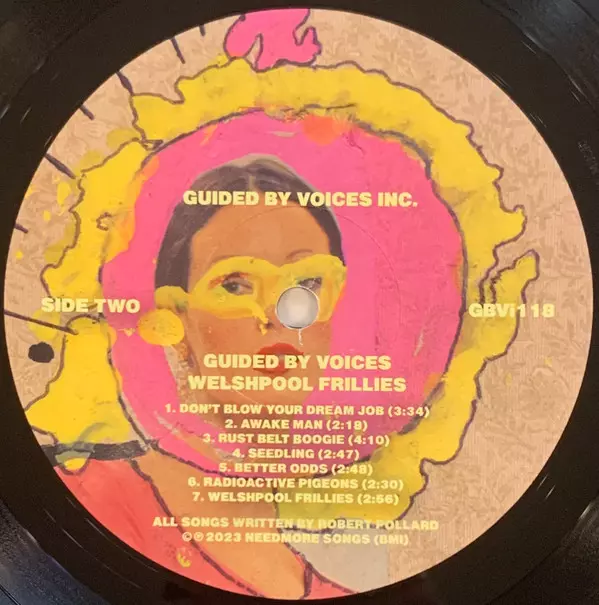 GUIDED BY VOICES INC.
SIDE TWO
GBVi118
GUIDED BY VOICES
WELSHPOOL FRILLIES
1. DON'T BLOW YOUR DREAM JOB (3:34)
2. AWAKE MAN (2:18)
3. RUST BELT BOOGIE (4:10)
4. SEEDLING (2:47)
5. BETTER ODDS (2:48)
6. RADIOACTIVE PIGEONS (2:30)
7. WELSHPOOL FRILLIES (2:56)
ALL SONGS WRITTEN BY ROBERT POLLARD
©℗ 2023 NEEDMORE SONGS (BMI)